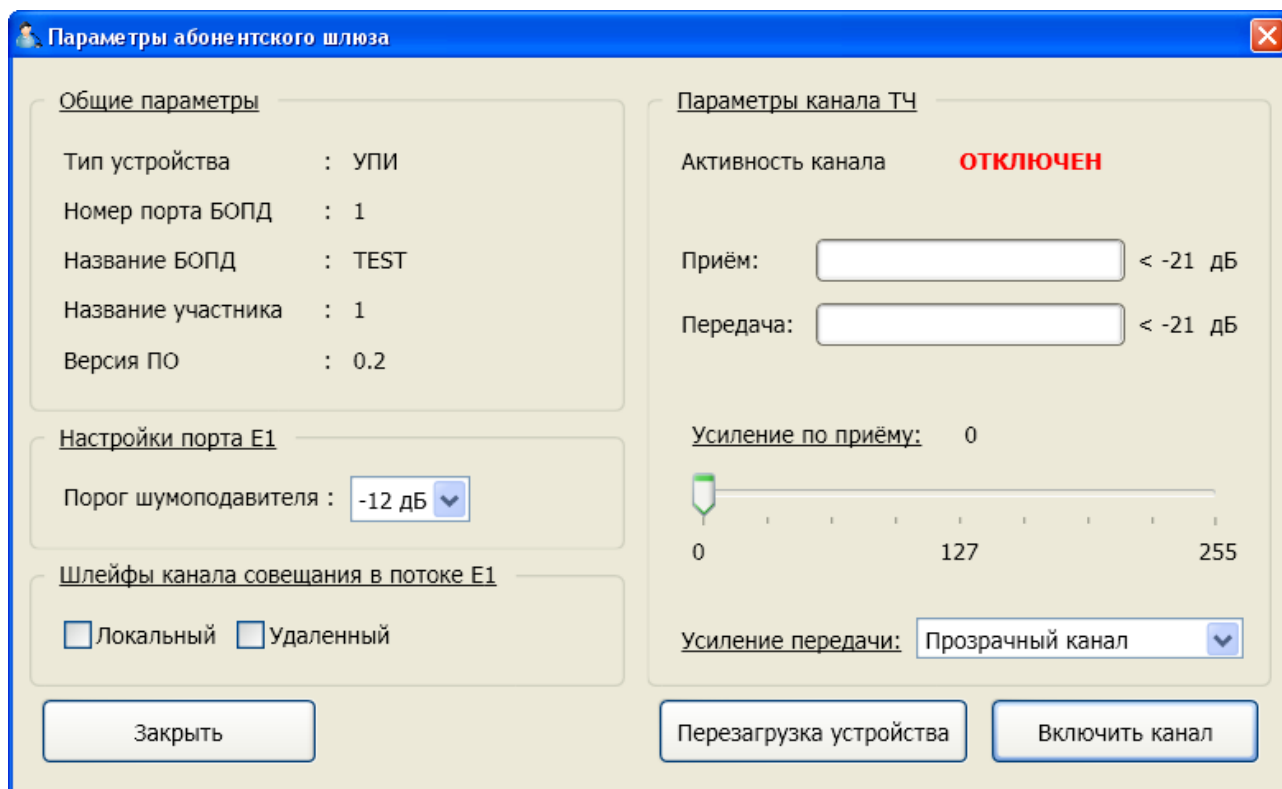 Параметры абонентского шлюза
Общие параметры
Тип устройства : УПИ
Номер порта БОПД : 1
Название БОПД : TEST
Название участника : 1
Версия ПО : 0.2
Настройки порта Е1
Порог шумоподавителя : -12 дБ
Шлейфы канала совещания в потоке Е1
Локальный Удаленный
Параметры канала ТЧ
Активность канала ОТКЛЮЧЕН
Приём: < -21 дБ
Передача: < -21 дБ
Усиление по приёму: 0
0 127 255
Усиление передачи: Прозрачный канал
Закрыть Перезагрузка устройства Включить канал